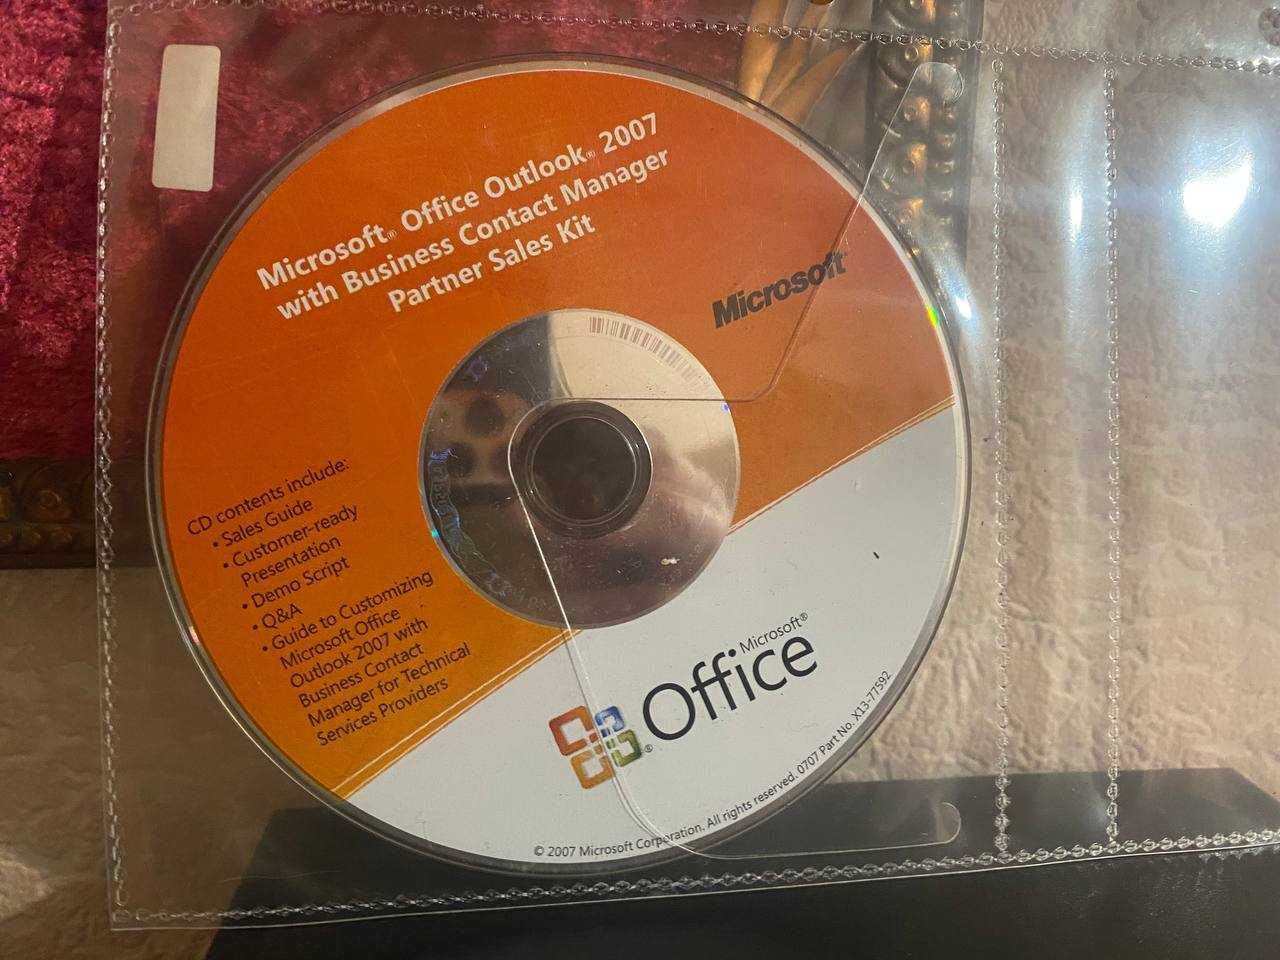 Microsoft® Office Outlook® 2007
with Business Contact Manager
Partner Sales Kit
Microsoft
CD contents include:
• Sales Guide
• Customer-ready
Presentation
• Demo Script
• Q&A
• Guide to Customizing
Microsoft Office
Outlook 2007 with
Business Contact
Manager for Technical
Services Providers
Microsoft®
Office
®
© 2007 Microsoft Corporation. All rights reserved. 0707 Part No. X13-77592